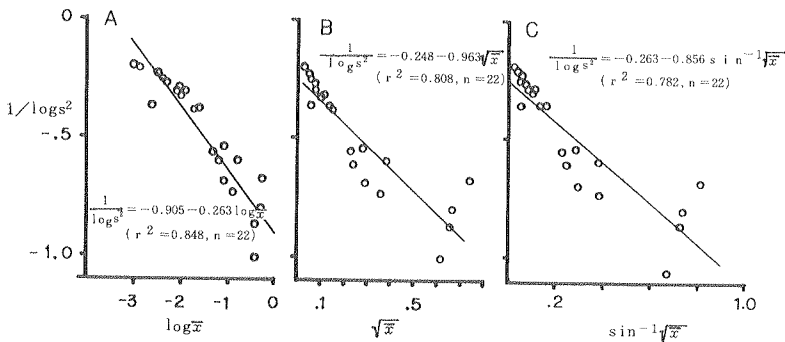 A
B
C
0
1/logs²
-.5
-1.0
1/logs² = -0.905-0.263 log x̄
(r² = 0.848, n=22)
-3 -2 -1 0
log x̄
1/logs² = -0.248-0.963√x̄
(r² = 0.808, n=22)
.1 .5
√x̄
1/logs² = -0.263-0.856 sin⁻¹√x̄
(r² = 0.782, n=22)
.2 1.0
sin⁻¹√x̄